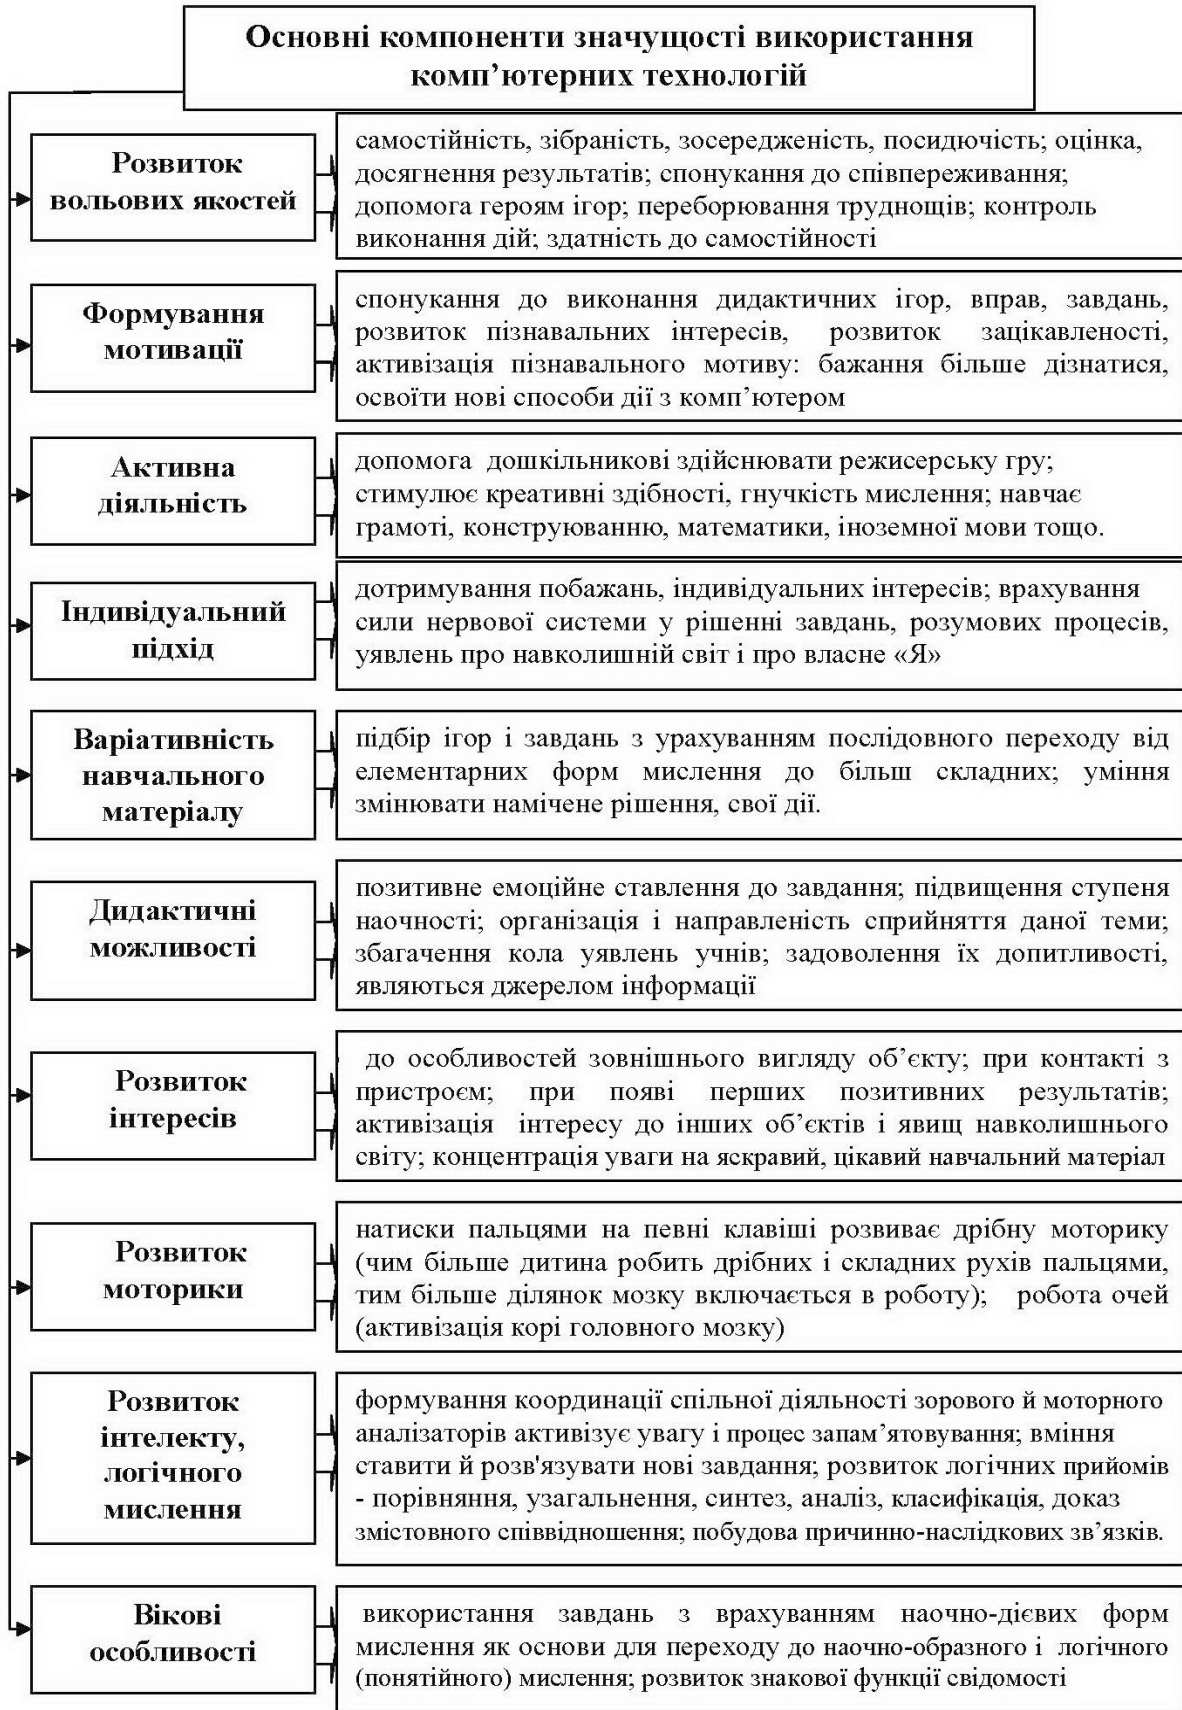 Основні компоненти значущості використання
комп’ютерних технологій
Розвиток
вольових якостей
самостійність, зібраність, зосередженість, посидючість; оцінка,
досягнення результатів; спонукання до співпереживання;
допомога героям ігор; переборювання труднощів; контроль
виконання дій; здатність до самостійності
Формування
мотивації
спонукання до виконання дидактичних ігор, вправ, завдань,
розвиток пізнавальних інтересів, розвиток зацікавленості,
активізація пізнавального мотиву: бажання більше дізнатися,
освоїти нові способи дії з комп’ютером
Активна
діяльність
допомога дошкільникові здійснювати режисерську гру;
стимулює креативні здібності, гнучкість мислення; навчає
грамоті, конструюванню, математики, іноземної мови тощо.
Індивідуальний
підхід
дотримування побажань, індивідуальних інтересів; врахування
сили нервової системи у рішенні завдань, розумових процесів,
уявлень про навколишній світ і про власне «Я»
Варіативність
навчального
матеріалу
підбір ігор і завдань з урахуванням послідовного переходу від
елементарних форм мислення до більш складних; уміння
змінювати намічене рішення, свої дії.
Дидактичні
можливості
позитивне емоційне ставлення до завдання; підвищення ступеня
наочності; організація і направленість сприйняття даної теми;
збагачення кола уявлень учнів; задоволення їх допитливості,
являються джерелом інформації
Розвиток
інтересів
до особливостей зовнішнього вигляду об’єкту; при контакті з
пристроєм; при появі перших позитивних результатів;
активізація інтересу до інших об’єктів і явищ навколишнього
світу; концентрація уваги на яскравий, цікавий навчальний матеріал
Розвиток
моторики
натиски пальцями на певні клавіші розвиває дрібну моторику
(чим більше дитина робить дрібних і складних рухів пальцями,
тим більше ділянок мозку включається в роботу); робота очей
(активізація корі головного мозку)
Розвиток
інтелекту,
логічного
мислення
формування координації спільної діяльності зорового й моторного
аналізаторів активізує увагу і процес запам’ятовування; вміння
ставити й розв'язувати нові завдання; розвиток логічних прийомів
- порівняння, узагальнення, синтез, аналіз, класифікація, доказ
змістовного співвідношення; побудова причинно-наслідкових зв’язків.
Вікові
особливості
використання завдань з врахуванням наочно-дієвих форм
мислення як основи для переходу до наочно-образного і логічного
(понятійного) мислення; розвиток знакової функції свідомості